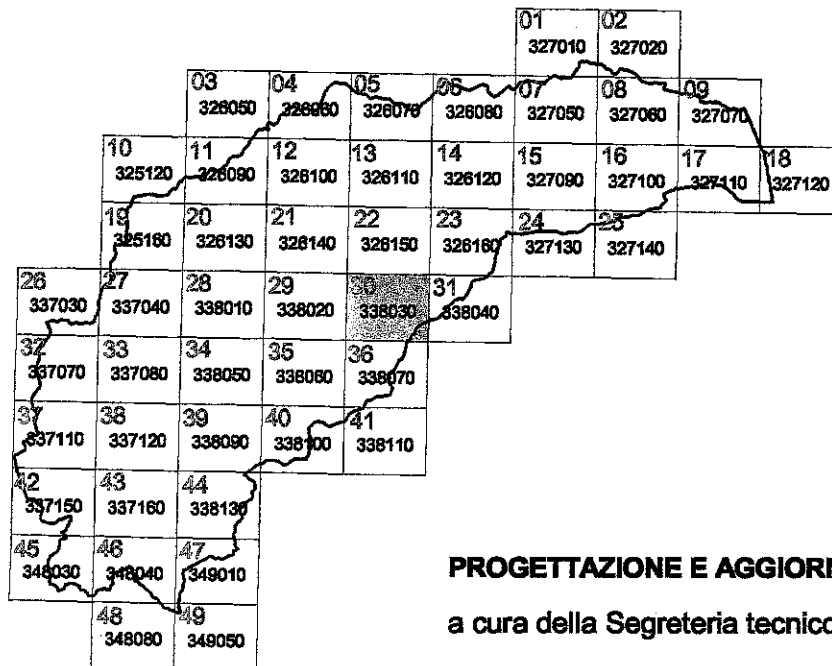 01 02
327010 327020
03 04 05 06 07 08 09
326050 326060 326070 326080 327050 327060 327070
10 11 12 13 14 15 16 17 18
325120 326090 326100 326110 326120 327090 327100 327110 327120
19 20 21 22 23 24 25
325160 326130 326140 326150 326160 327130 327140
26 27 28 29 30 31
337030 337040 338010 338020 338030 338040
32 33 34 35 36
337070 337080 338050 338060 338070
37 38 39 40 41
337110 337120 338090 338100 338110
42 43 44
337150 337160 338130
45 46 47
348030 348040 349010
48 49
348080 349050
PROGETTAZIONE E AGGIORN
a cura della Segreteria tecnico